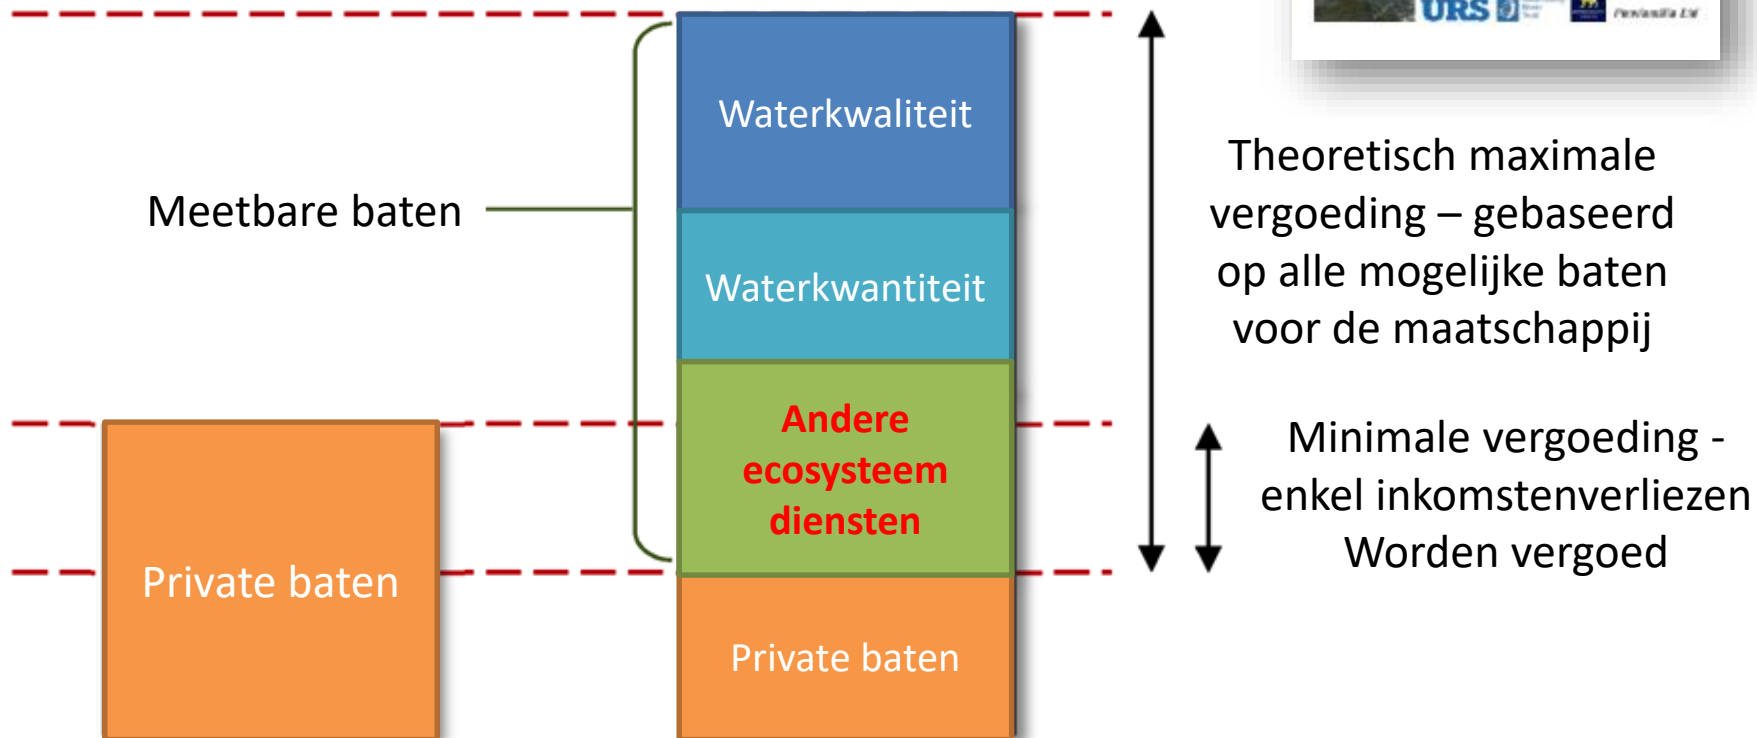 URS
Waterkwaliteit
Meetbare baten
Theoretisch maximale
vergoeding – gebaseerd
op alle mogelijke baten
voor de maatschappij
Waterkwantiteit
Andere
ecosysteem
diensten
Minimale vergoeding -
enkel inkomstenverliezen
Worden vergoed
Private baten
Private baten